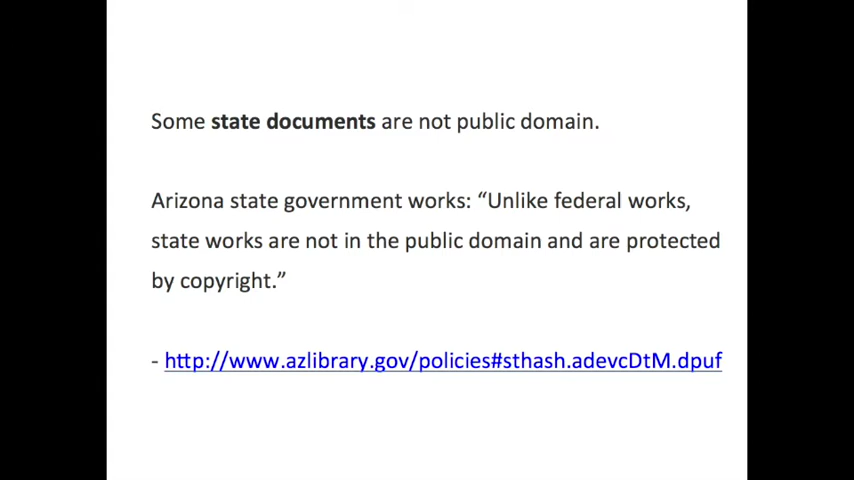 Some state documents are not public domain.
Arizona state government works: “Unlike federal works,
state works are not in the public domain and are protected
by copyright.”
- http://www.azlibrary.gov/policies#sthash.adevcDtM.dpuf